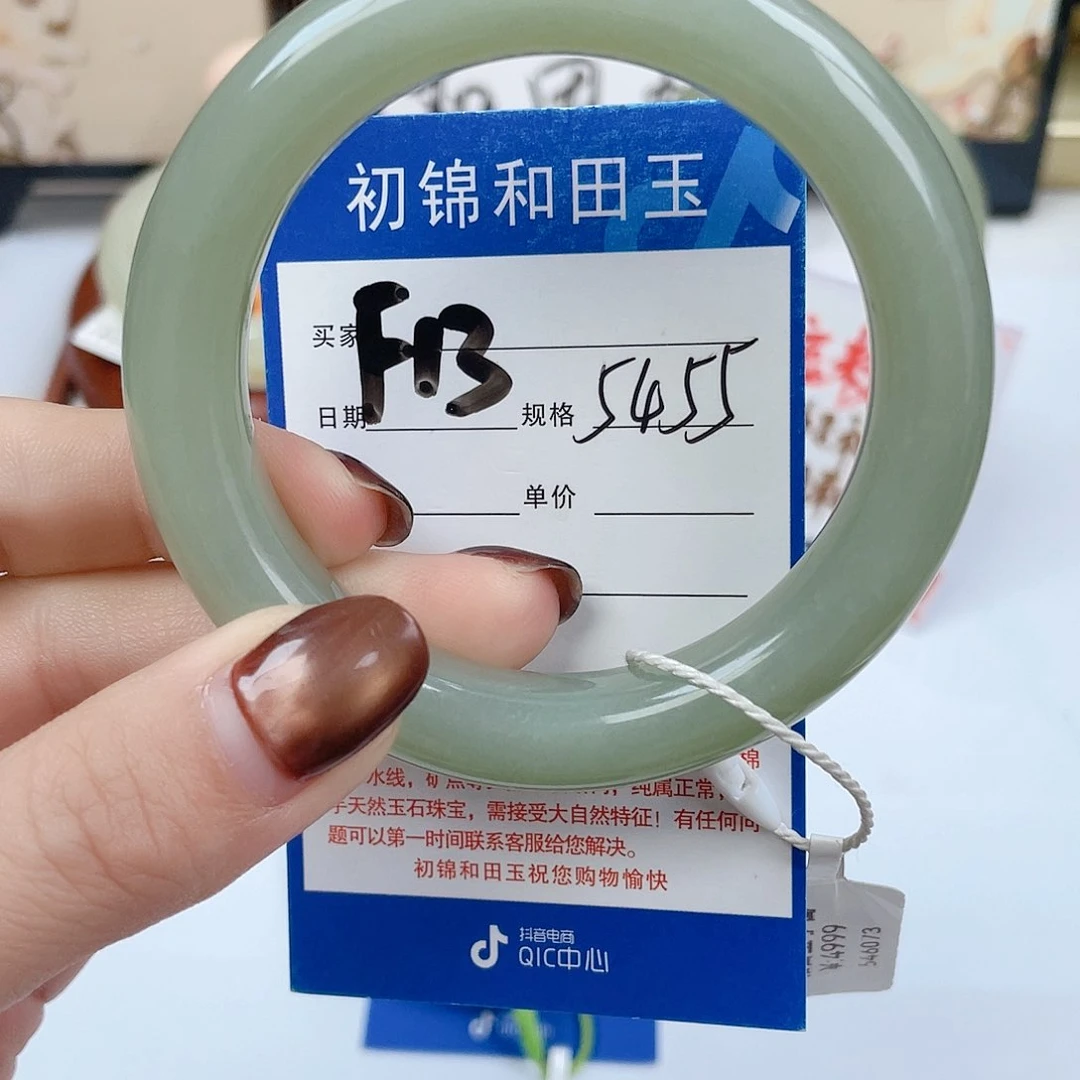 初锦和田玉
买家
F13
日期
规格 5455
单价
锦
水线，矿
纯属正常，
天然玉石珠宝，需接受大自然特征！有任何问
题可以第一时间联系客服给您解决。
初锦和田玉祝您购物愉快
抖音电商
QIC中心